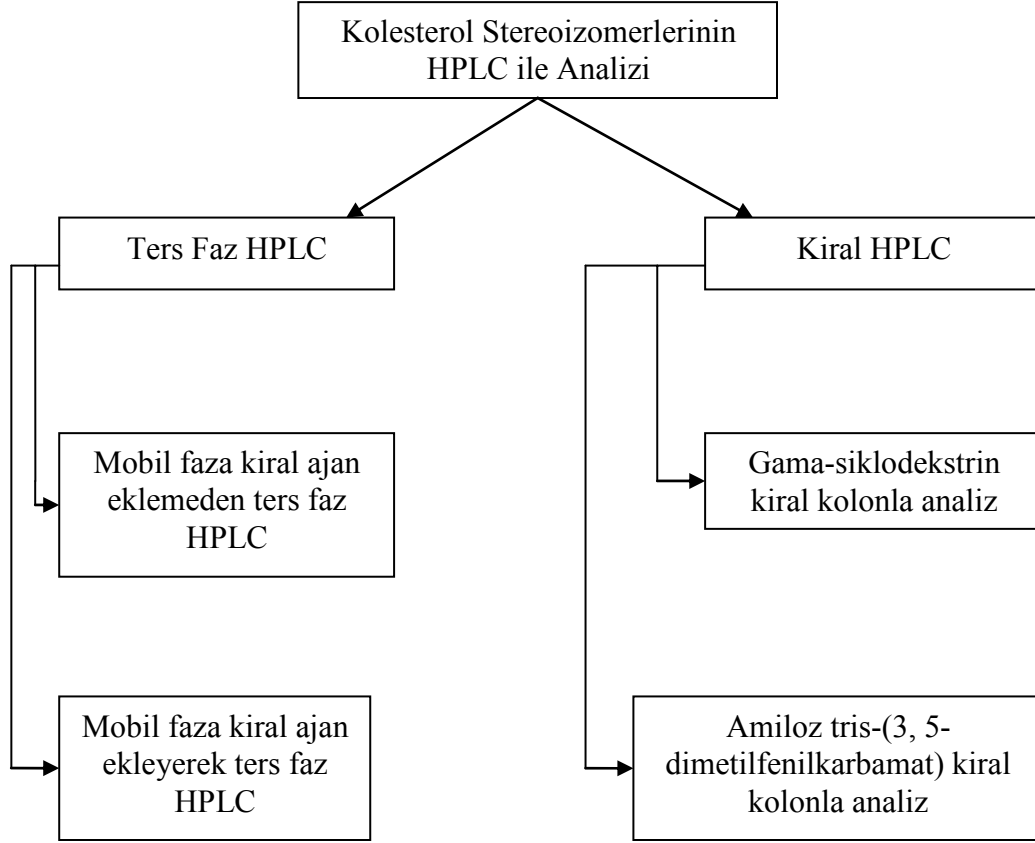 Kolesterol Stereoizomerlerinin
HPLC ile Analizi
Ters Faz HPLC
Kiral HPLC
Mobil faza kiral ajan
eklemeden ters faz
HPLC
Gama-siklodekstrin
kiral kolonla analiz
Mobil faza kiral ajan
ekleyerek ters faz
HPLC
Amiloz tris-(3, 5-
dimetilfenilkarbamat) kiral
kolonla analiz